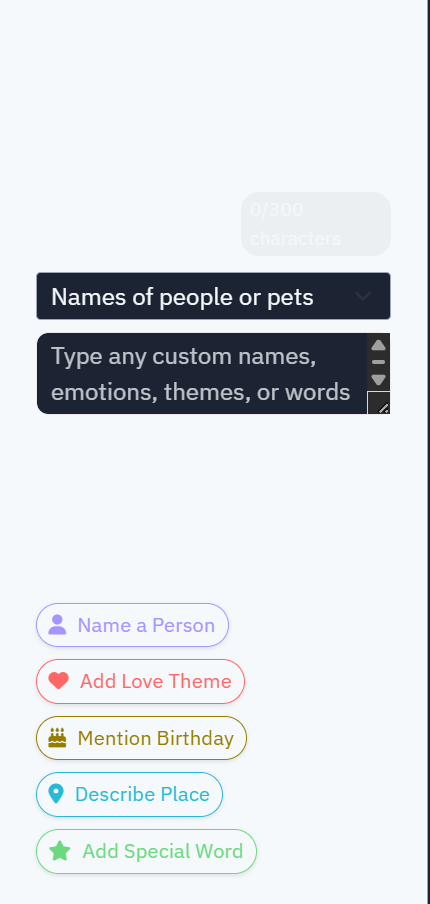 0/300
characters
Names of people or pets
Type any custom names,
emotions, themes, or words
Name a Person
Add Love Theme
Mention Birthday
Describe Place
Add Special Word